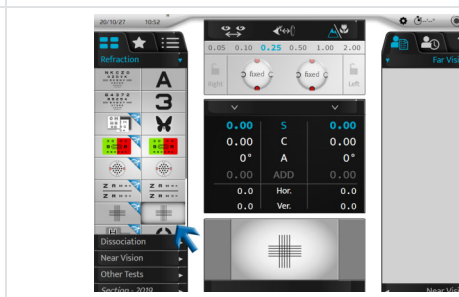 20/10/27 10:52
0.05 0.10 0.25 0.50 1.00 2.00
Refraction
Far Visi
fixed fixed
Right Left
A
3
0.00 S 0.00
0.00 C 0.00
0° A 0°
0.00 ADD 0.00
0.0 Hor. 0.0
0.0 Ver. 0.0
Dissociation
Near Vision
Other Tests
Section - 2019
Near Visi